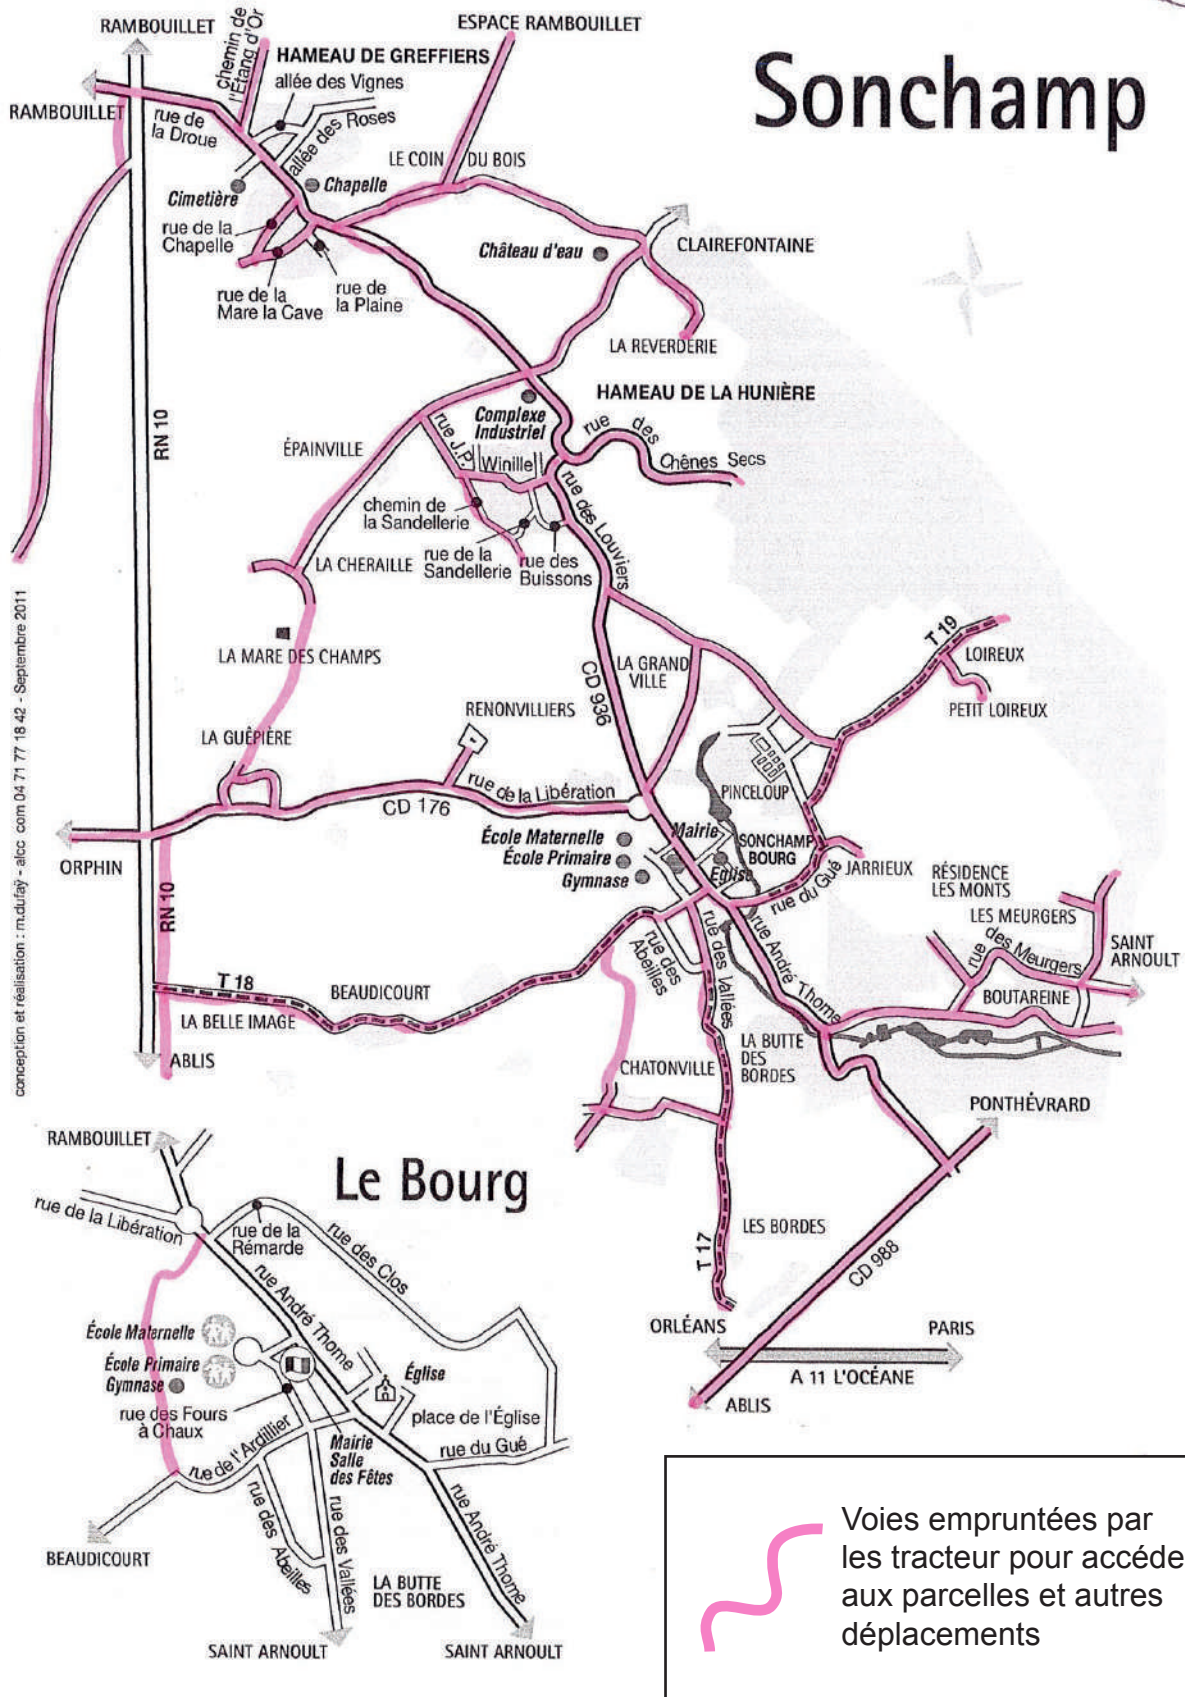 Sonchamp
RAMBOUILLET
chemin de
l'Etang d'Or
HAMEAU DE GREFFIERS
allée des Vignes
ESPACE RAMBOUILLET
RAMBOUILLET
rue de
la Droue
allée des Roses
LE COIN DU BOIS
Cimetière
Chapelle
rue de la
Chapelle
rue de la
Mare la Cave
rue de
la Plaine
Château d'eau
CLAIREFONTAINE
LA REVERDERIE
HAMEAU DE LA HUNIÈRE
RN 10
Complexe
Industriel
rue des
Chênes Secs
ÉPAINVILLE
rue J.P.
Winille
chemin de
la Sandellerie
rue de la
Sandellerie
rue des
Buissons
rue des Louviers
LA CHERAILLE
LA MARE DES CHAMPS
T 19
LOIREUX
PETIT LOIREUX
LA GRAND
VILLE
CD 936
RENONVILLIERS
LA GUÊPIÈRE
rue de la Libération
CD 176
PINCELOUP
ORPHIN
École Maternelle
École Primaire
Gymnase
Mairie
Église
SONCHAMP
BOURG
rue du Gué
JARRIEUX
RÉSIDENCE
LES MONTS
LES MEURGERS
rue des Meurgers
SAINT
ARNOULT
BOUTAREINE
RN 10
T 18
BEAUDICOURT
LA BELLE IMAGE
rue des
Abeilles
rue des Vallées
rue André Thome
LA BUTTE
DES
BORDES
ABLIS
CHATONVILLE
PONTHÉVRARD
LES BORDES
T 17
CD 988
ORLÉANS
PARIS
A 11 L'OCÉANE
ABLIS
conception et réalisation : m.dufaÿ - alcc com 04 71 77 18 42 - Septembre 2011
Le Bourg
RAMBOUILLET
rue de la Libération
rue de la
Rémarde
rue des Clos
rue André Thome
École Maternelle
École Primaire
Gymnase
rue des Fours
à Chaux
Église
place de l'Église
rue du Gué
rue de l'Ardillier
Mairie
Salle
des Fêtes
rue des
Abeilles
rue des Vallées
rue André Thome
BEAUDICOURT
LA BUTTE
DES BORDES
SAINT ARNOULT
SAINT ARNOULT
Voies empruntées par
les tracteur pour accéde
aux parcelles et autres
déplacements